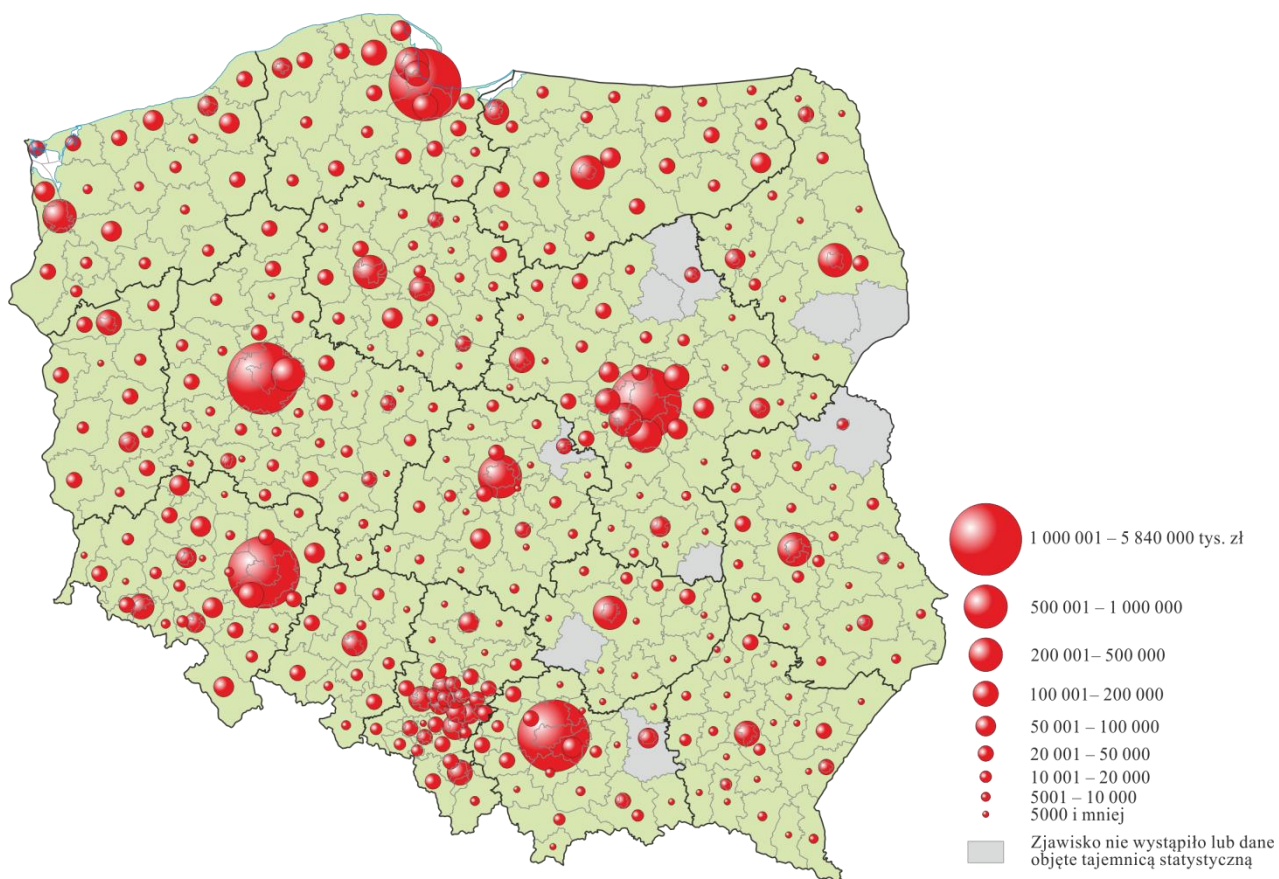 1 000 001 – 5 840 000 tys. zł
500 001 – 1 000 000
200 001– 500 000
100 001– 200 000
50 001 – 100 000
20 001 – 50 000
10 001 – 20 000
5001 – 10 000
5000 i mniej
Zjawisko nie wystąpiło lub dane
objęte tajemnicą statystyczną